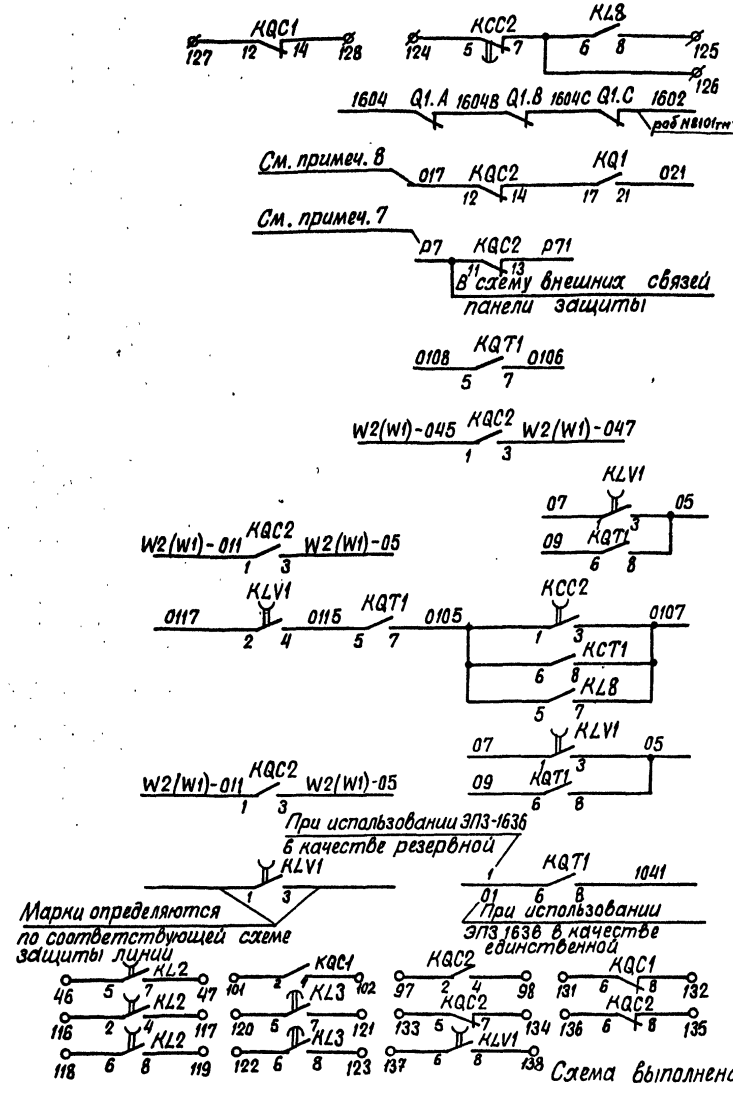 KQC1 KCC2 KL8
127 12 14 128 124 5 7 6 8 125
126
1604 Q1.A 1604В Q1.В 1604С Q1.С 1602
См. примеч. 8
017 KQC2 KQ1 021
12 14 17 21
См. примеч. 7
Р7 KQC2 Р71
11 13
В схему внешних связей
панели защиты
0108 KQT1 0106
5 7
W2(W1)-045 KQC2 W2(W1)-047
1 3
KLV1
07 1 3 05
09 KQT1
6 8
W2(W1)-011 KQC2 W2(W1)-05
1 3
KLV1 KQT1 KCC2
0117 0115 0105 0107
2 4 5 7 1 3
KCT1
6 8
KL8
5 7
KLV1
07 1 3 05
09 KQT1
6 8
W2(W1)-011 KQC2 W2(W1)-05
1 3
При использовании ЭПЗ-1636
в качестве резервной
KLV1
1 3
1 KQT1 1041
01 6 8
Марки определяются
по соответствующей схеме
защиты линий
При использовании
ЭПЗ 1636 в качестве
единственной
KL2 KQC1 KQC2 KQC1
46 5 7 47 101 2 1 102 97 2 4 98 131 6 8 132
KL2 KL3 KQC2 KQC2
116 2 4 117 120 5 7 121 133 5 7 134 136 6 8 135
KL2 KL3 KLV1
118 6 8 119 122 6 8 123 137 6 8 138
Схема выполнена